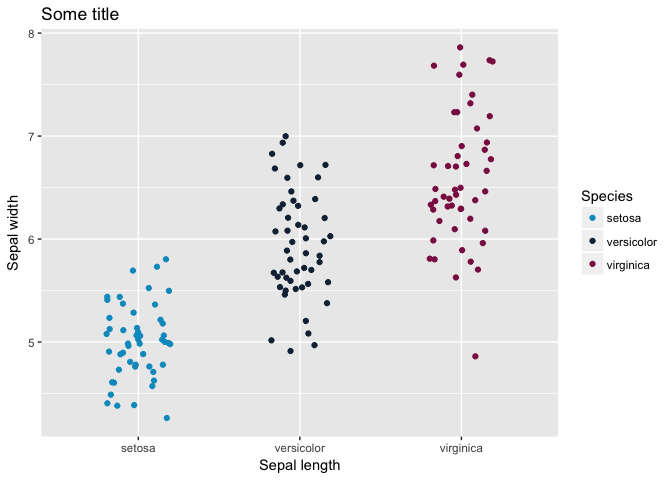 Some title
8
7
6
5
Sepal width
setosa
versicolor
virginica
Sepal length
Species
setosa
versicolor
virginica